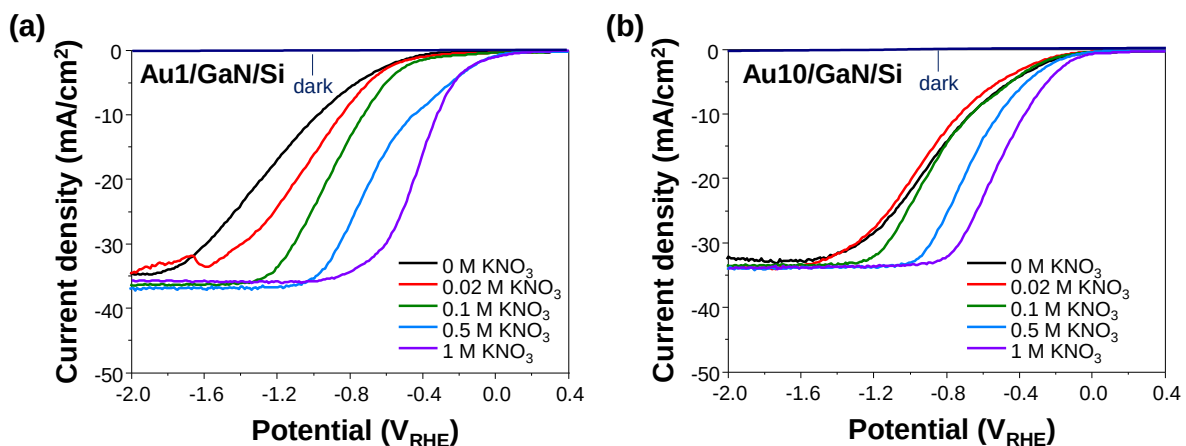 (a)
Au1/GaN/Si
dark
0
-10
-20
-30
-40
-50
Current density (mA/cm²)
0 M KNO₃
0.02 M KNO₃
0.1 M KNO₃
0.5 M KNO₃
1 M KNO₃
-2.0 -1.6 -1.2 -0.8 -0.4 0.0 0.4
Potential (V_RHE)
(b)
Au10/GaN/Si
dark
0
-10
-20
-30
-40
-50
Current density (mA/cm²)
0 M KNO₃
0.02 M KNO₃
0.1 M KNO₃
0.5 M KNO₃
1 M KNO₃
-2.0 -1.6 -1.2 -0.8 -0.4 0.0 0.4
Potential (V_RHE)